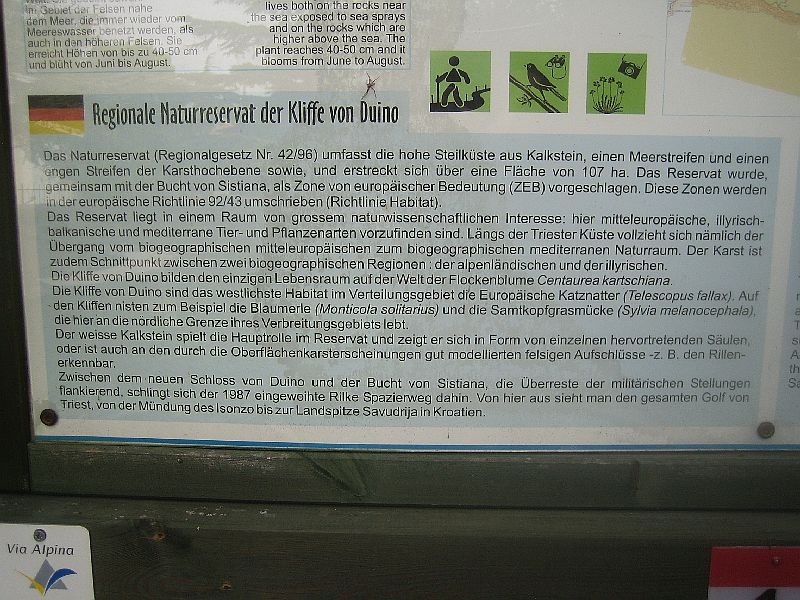 im Gebiet der Felsen nahe
dem Meer, die immer wieder vom
Meereswasser benetzt werden, als
auch in den höheren Felsen. Sie
erreicht Höhen von bis zu 40-50 cm
und blüht von Juni bis August.
lives both on the rocks near
the sea exposed to sea sprays
and on the rocks which are
higher above the sea. The
plant reaches 40-50 cm and it
blooms from June to August.
Regionale Naturreservat der Kliffe von Duino
Das Naturreservat (Regionalgesetz Nr. 42/96) umfasst die hohe Steilküste aus Kalkstein, einen Meerstreifen und einen
engen Streifen der Karsthochebene sowie, und erstreckt sich über eine Fläche von 107 ha. Das Reservat wurde,
gemeinsam mit der Bucht von Sistiana, als Zone von europäischer Bedeutung (ZEB) vorgeschlagen. Diese Zonen werden
in der europäische Richtlinie 92/43 umschrieben (Richtlinie Habitat).
Das Reservat liegt in einem Raum von grossem naturwissenschaftlichen Interesse: hier mitteleuropäische, illyrisch-
balkanische und mediterrane Tier- und Pflanzenarten vorzufinden sind. Längs der Triester Küste vollzieht sich nämlich der
Übergang vom biogeographischen mitteleuropäischen zum biogeographischen mediterranen Naturraum. Der Karst ist
zudem Schnittpunkt zwischen zwei biogeographischen Regionen : der alpenländischen und der illyrischen.
Die Kliffe von Duino bilden den einzigen Lebensraum auf der Welt der Flockenblume Centaurea kartschiana.
Die Kliffe von Duino sind das westlichste Habitat im Verteilungsgebiet die Europäische Katznatter (Telescopus fallax). Auf
den Kliffen nisten zum Beispiel die Blaumerle (Monticola solitarius) und die Samtkopfgrasmücke (Sylvia melanocephala),
die hier an die nördliche Grenze ihres Verbreitungsgebiets lebt.
Der weisse Kalkstein spielt die Hauptrolle im Reservat und zeigt er sich in Form von einzelnen hervortretenden Säulen,
oder ist auch an den durch die Oberflächenkarsterscheinungen gut modellierten felsigen Aufschlüsse -z. B. den Rillen-
erkennbar.
Zwischen dem neuen Schloss von Duino und der Bucht von Sistiana, die Überreste der militärischen Stellungen
flankierend, schlingt sich der 1987 eingeweihte Rilke Spazierweg dahin. Von hier aus sieht man den gesamten Golf von
Triest, von der Mündung des Isonzo bis zur Landspitze Savudrija in Kroatien.
Via Alpina